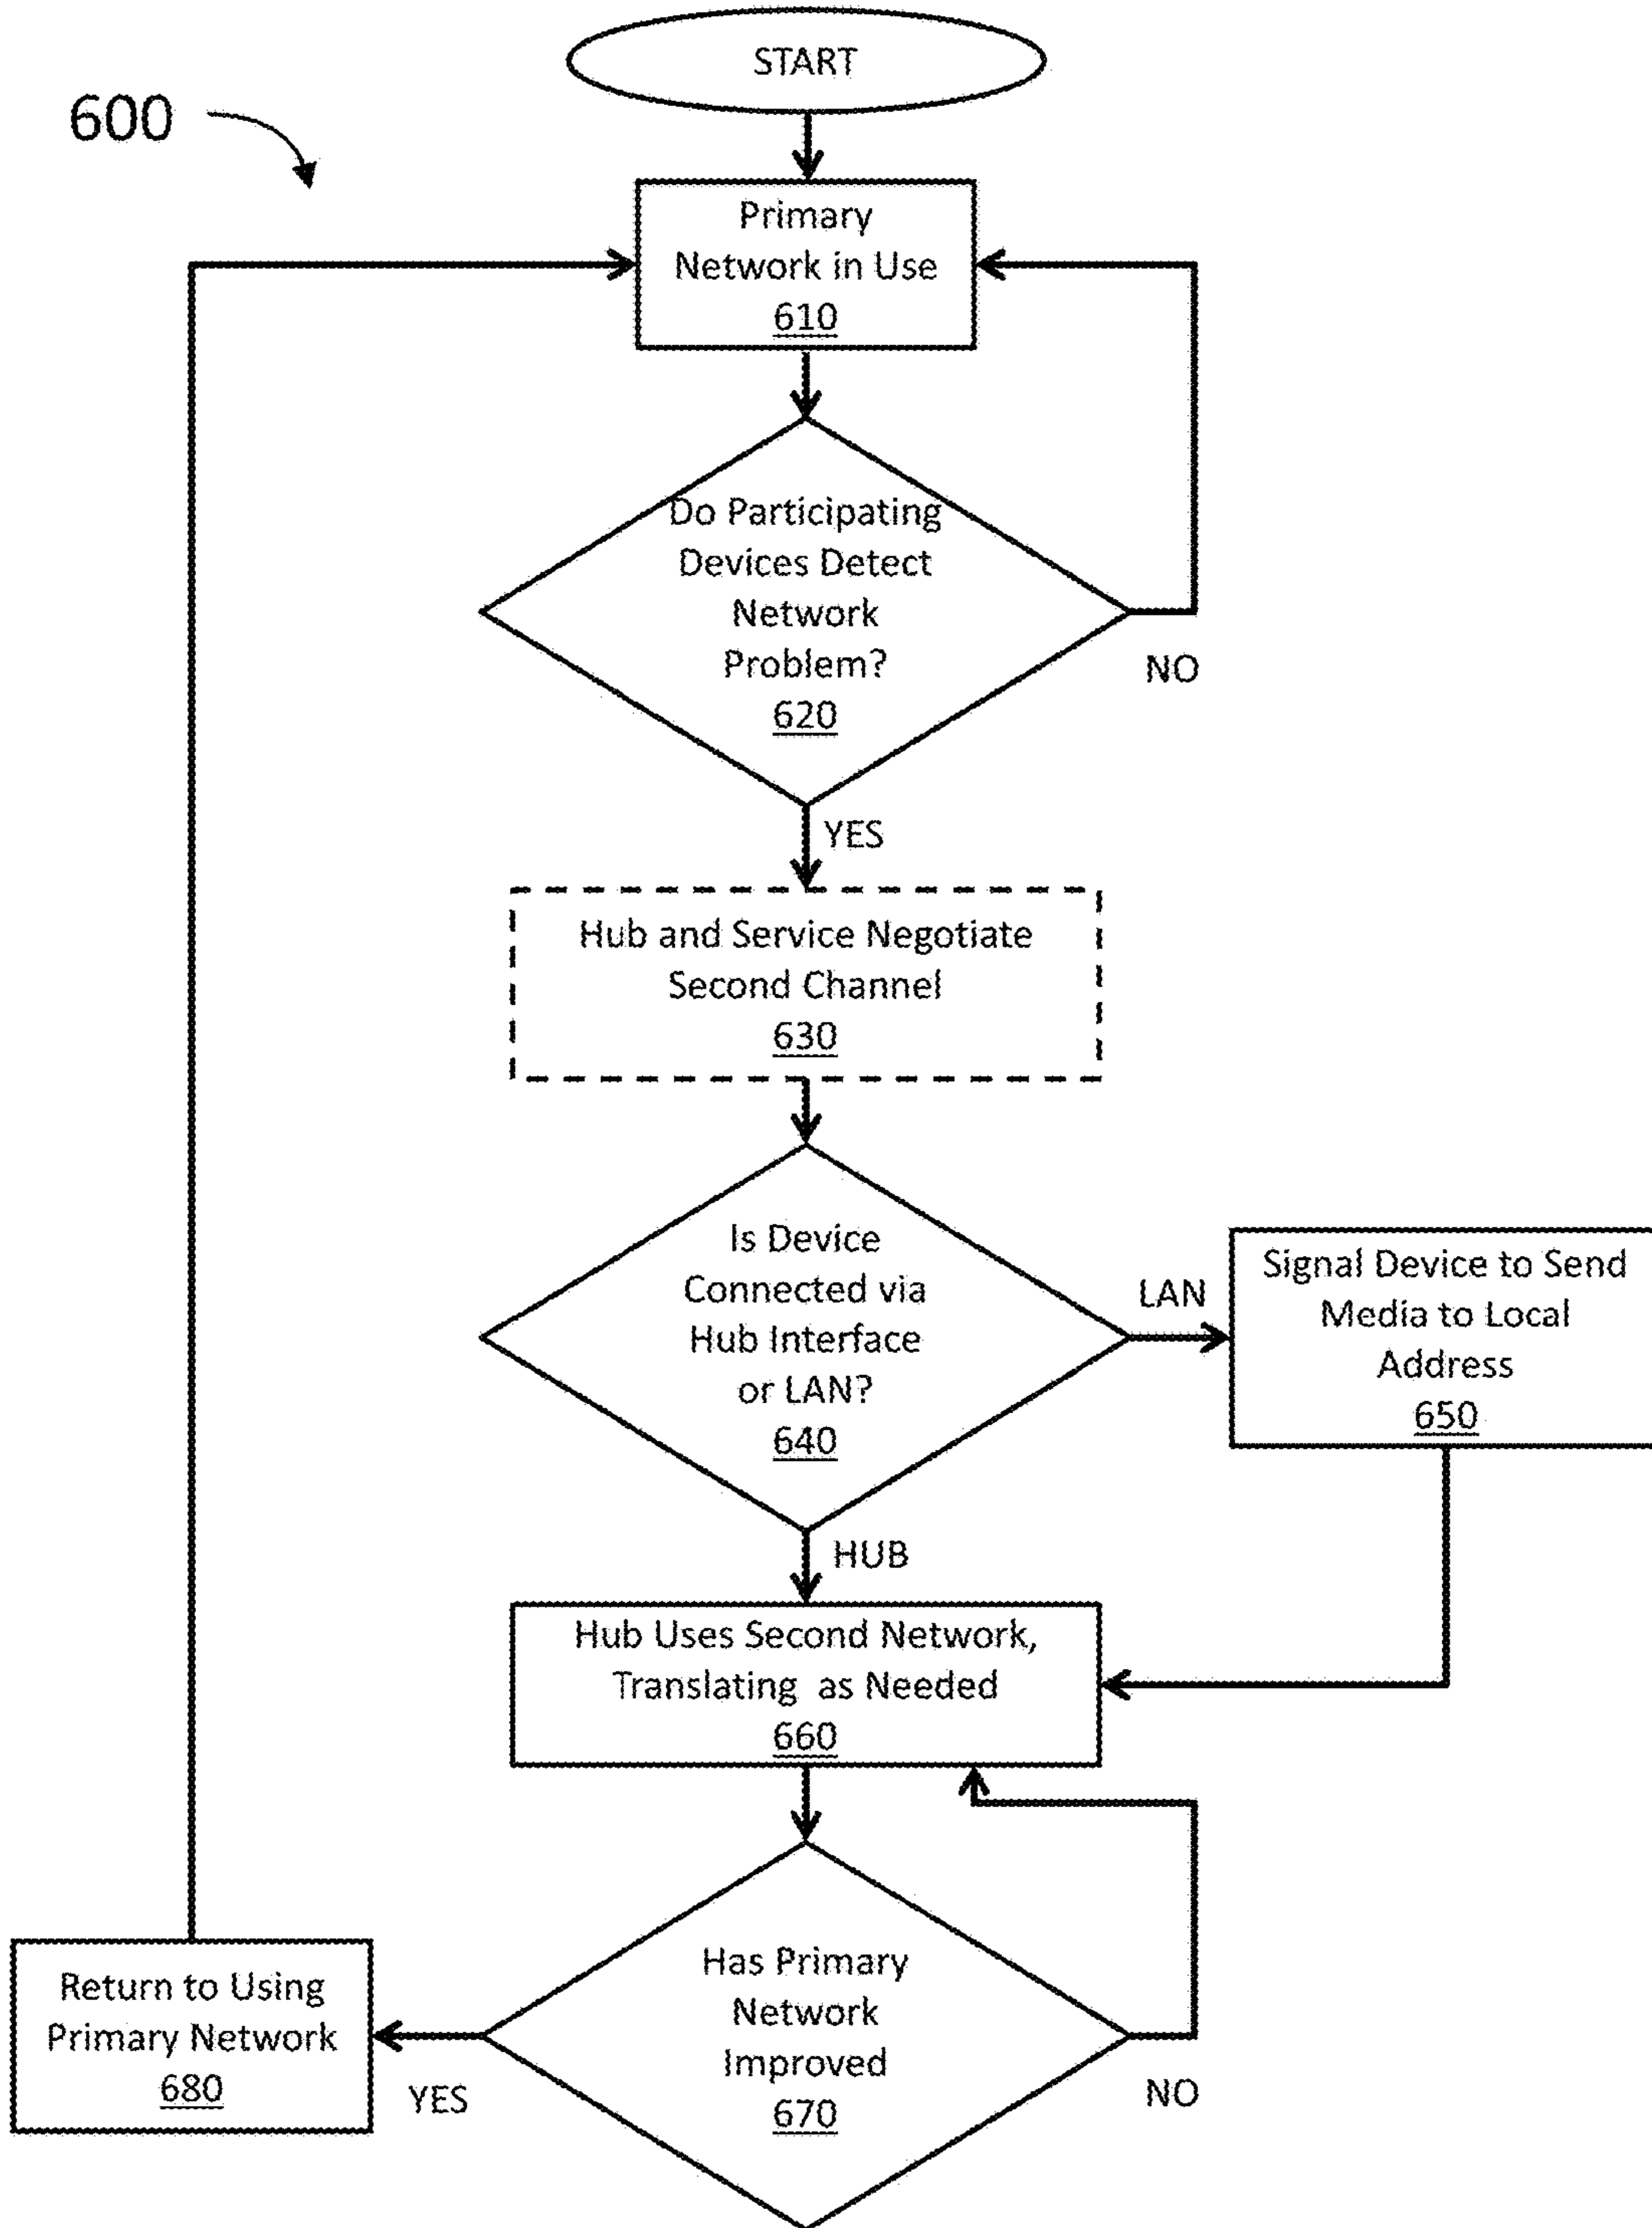 START
600
Primary
Network in Use
610
Do Participating
Devices Detect
Network
Problem?
620
NO
YES
Hub and Service Negotiate
Second Channel
630
Is Device
Connected via
Hub Interface
or LAN?
640
LAN
Signal Device to Send
Media to Local
Address
650
HUB
Hub Uses Second Network,
Translating as Needed
660
Has Primary
Network
Improved
670
NO
YES
Return to Using
Primary Network
680